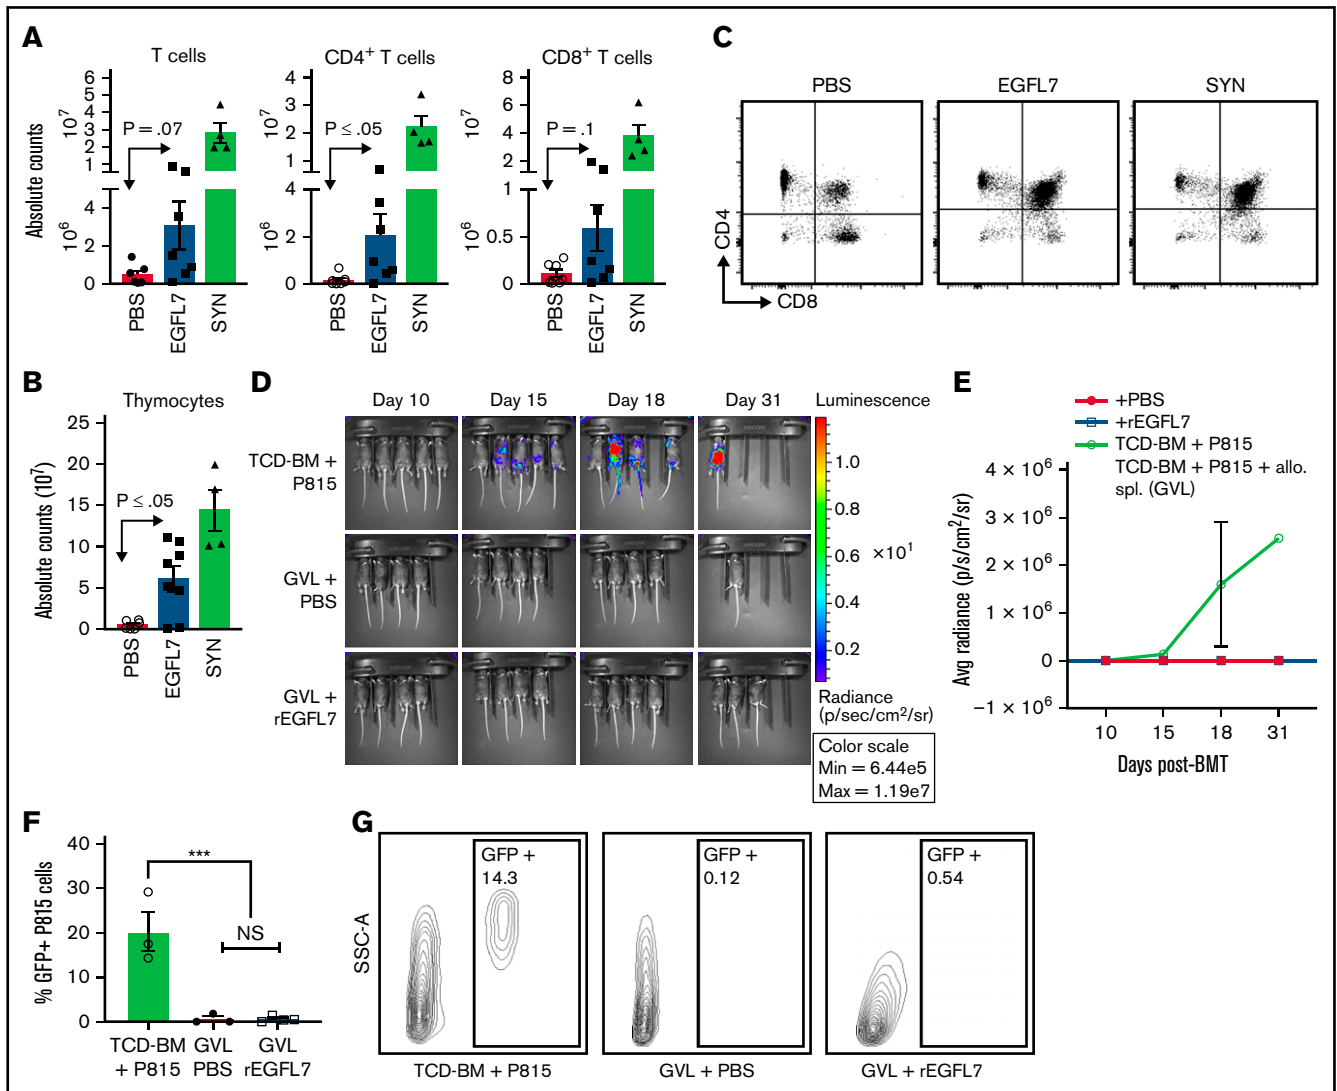 A
T cells
CD4+ T cells
CD8+ T cells
Absolute counts
10^7
10^6
6
5
4
3
2
1
4
2
0
P = .07
PBS
EGFL7
SYN
10^7
10^6
4
3
2
1
4
2
0
P ≤ .05
PBS
EGFL7
SYN
10^7
10^6
8
6
4
2
1
0.5
0
P = .1
PBS
EGFL7
SYN
C
PBS
EGFL7
SYN
CD4
CD8
B
Thymocytes
Absolute counts (10^7)
25
20
15
10
5
0
P ≤ .05
PBS
EGFL7
SYN
D
Day 10
Day 15
Day 18
Day 31
TCD-BM +
P815
GVL +
PBS
GVL +
rEGFL7
Luminescence
1.0
0.8
0.6
0.4
0.2
×10^1
Radiance
(p/sec/cm²/sr)
Color scale
Min = 6.44e5
Max = 1.19e7
E
+PBS
+rEGFL7
TCD-BM + P815
TCD-BM + P815 + allo.
spl. (GVL)
Avg radiance (p/s/cm²/sr)
4 × 10^6
3 × 10^6
2 × 10^6
1 × 10^6
0
−1 × 10^6
10
15
18
31
Days post-BMT
F
% GFP+ P815 cells
40
30
20
10
0
***
NS
TCD-BM
+ P815
GVL
PBS
GVL
rEGFL7
G
SSC-A
GFP +
14.3
GFP +
0.12
GFP +
0.54
TCD-BM + P815
GVL + PBS
GVL + rEGFL7